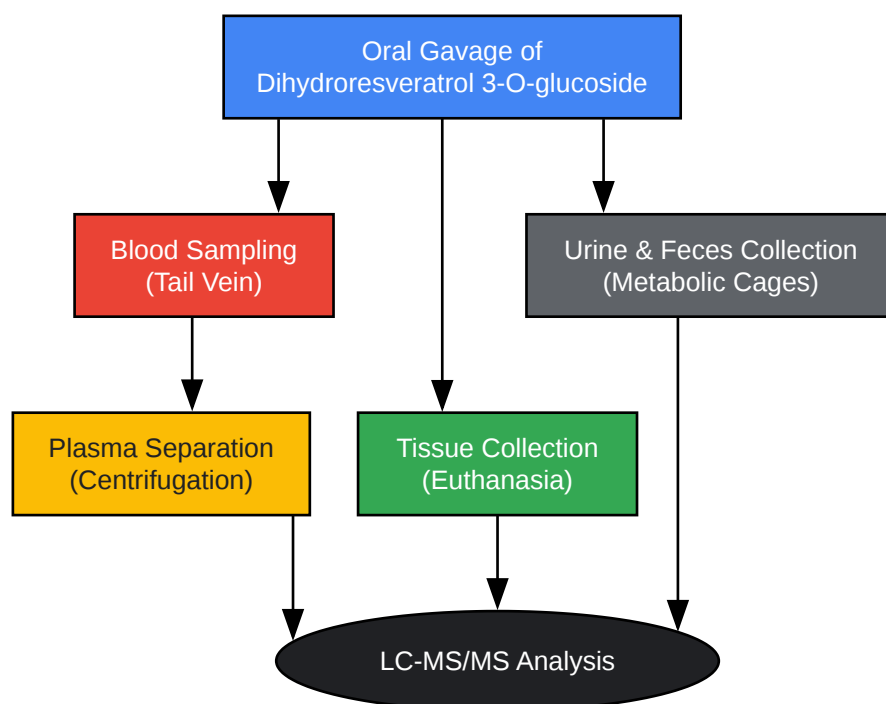 Oral Gavage of
Dihydroresveratrol 3-O-glucoside
Blood Sampling
(Tail Vein)
Urine & Feces Collection
(Metabolic Cages)
Plasma Separation
(Centrifugation)
Tissue Collection
(Euthanasia)
LC-MS/MS Analysis